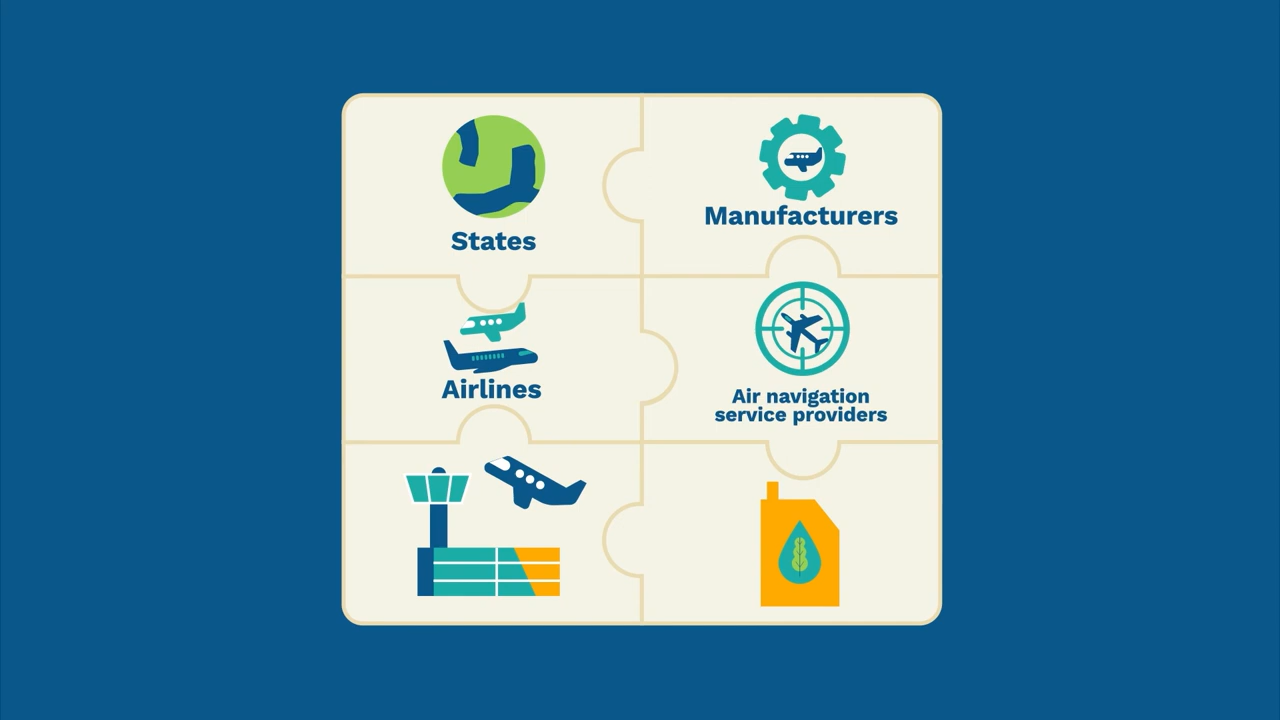 States
Manufacturers
Airlines
Air navigation
service providers